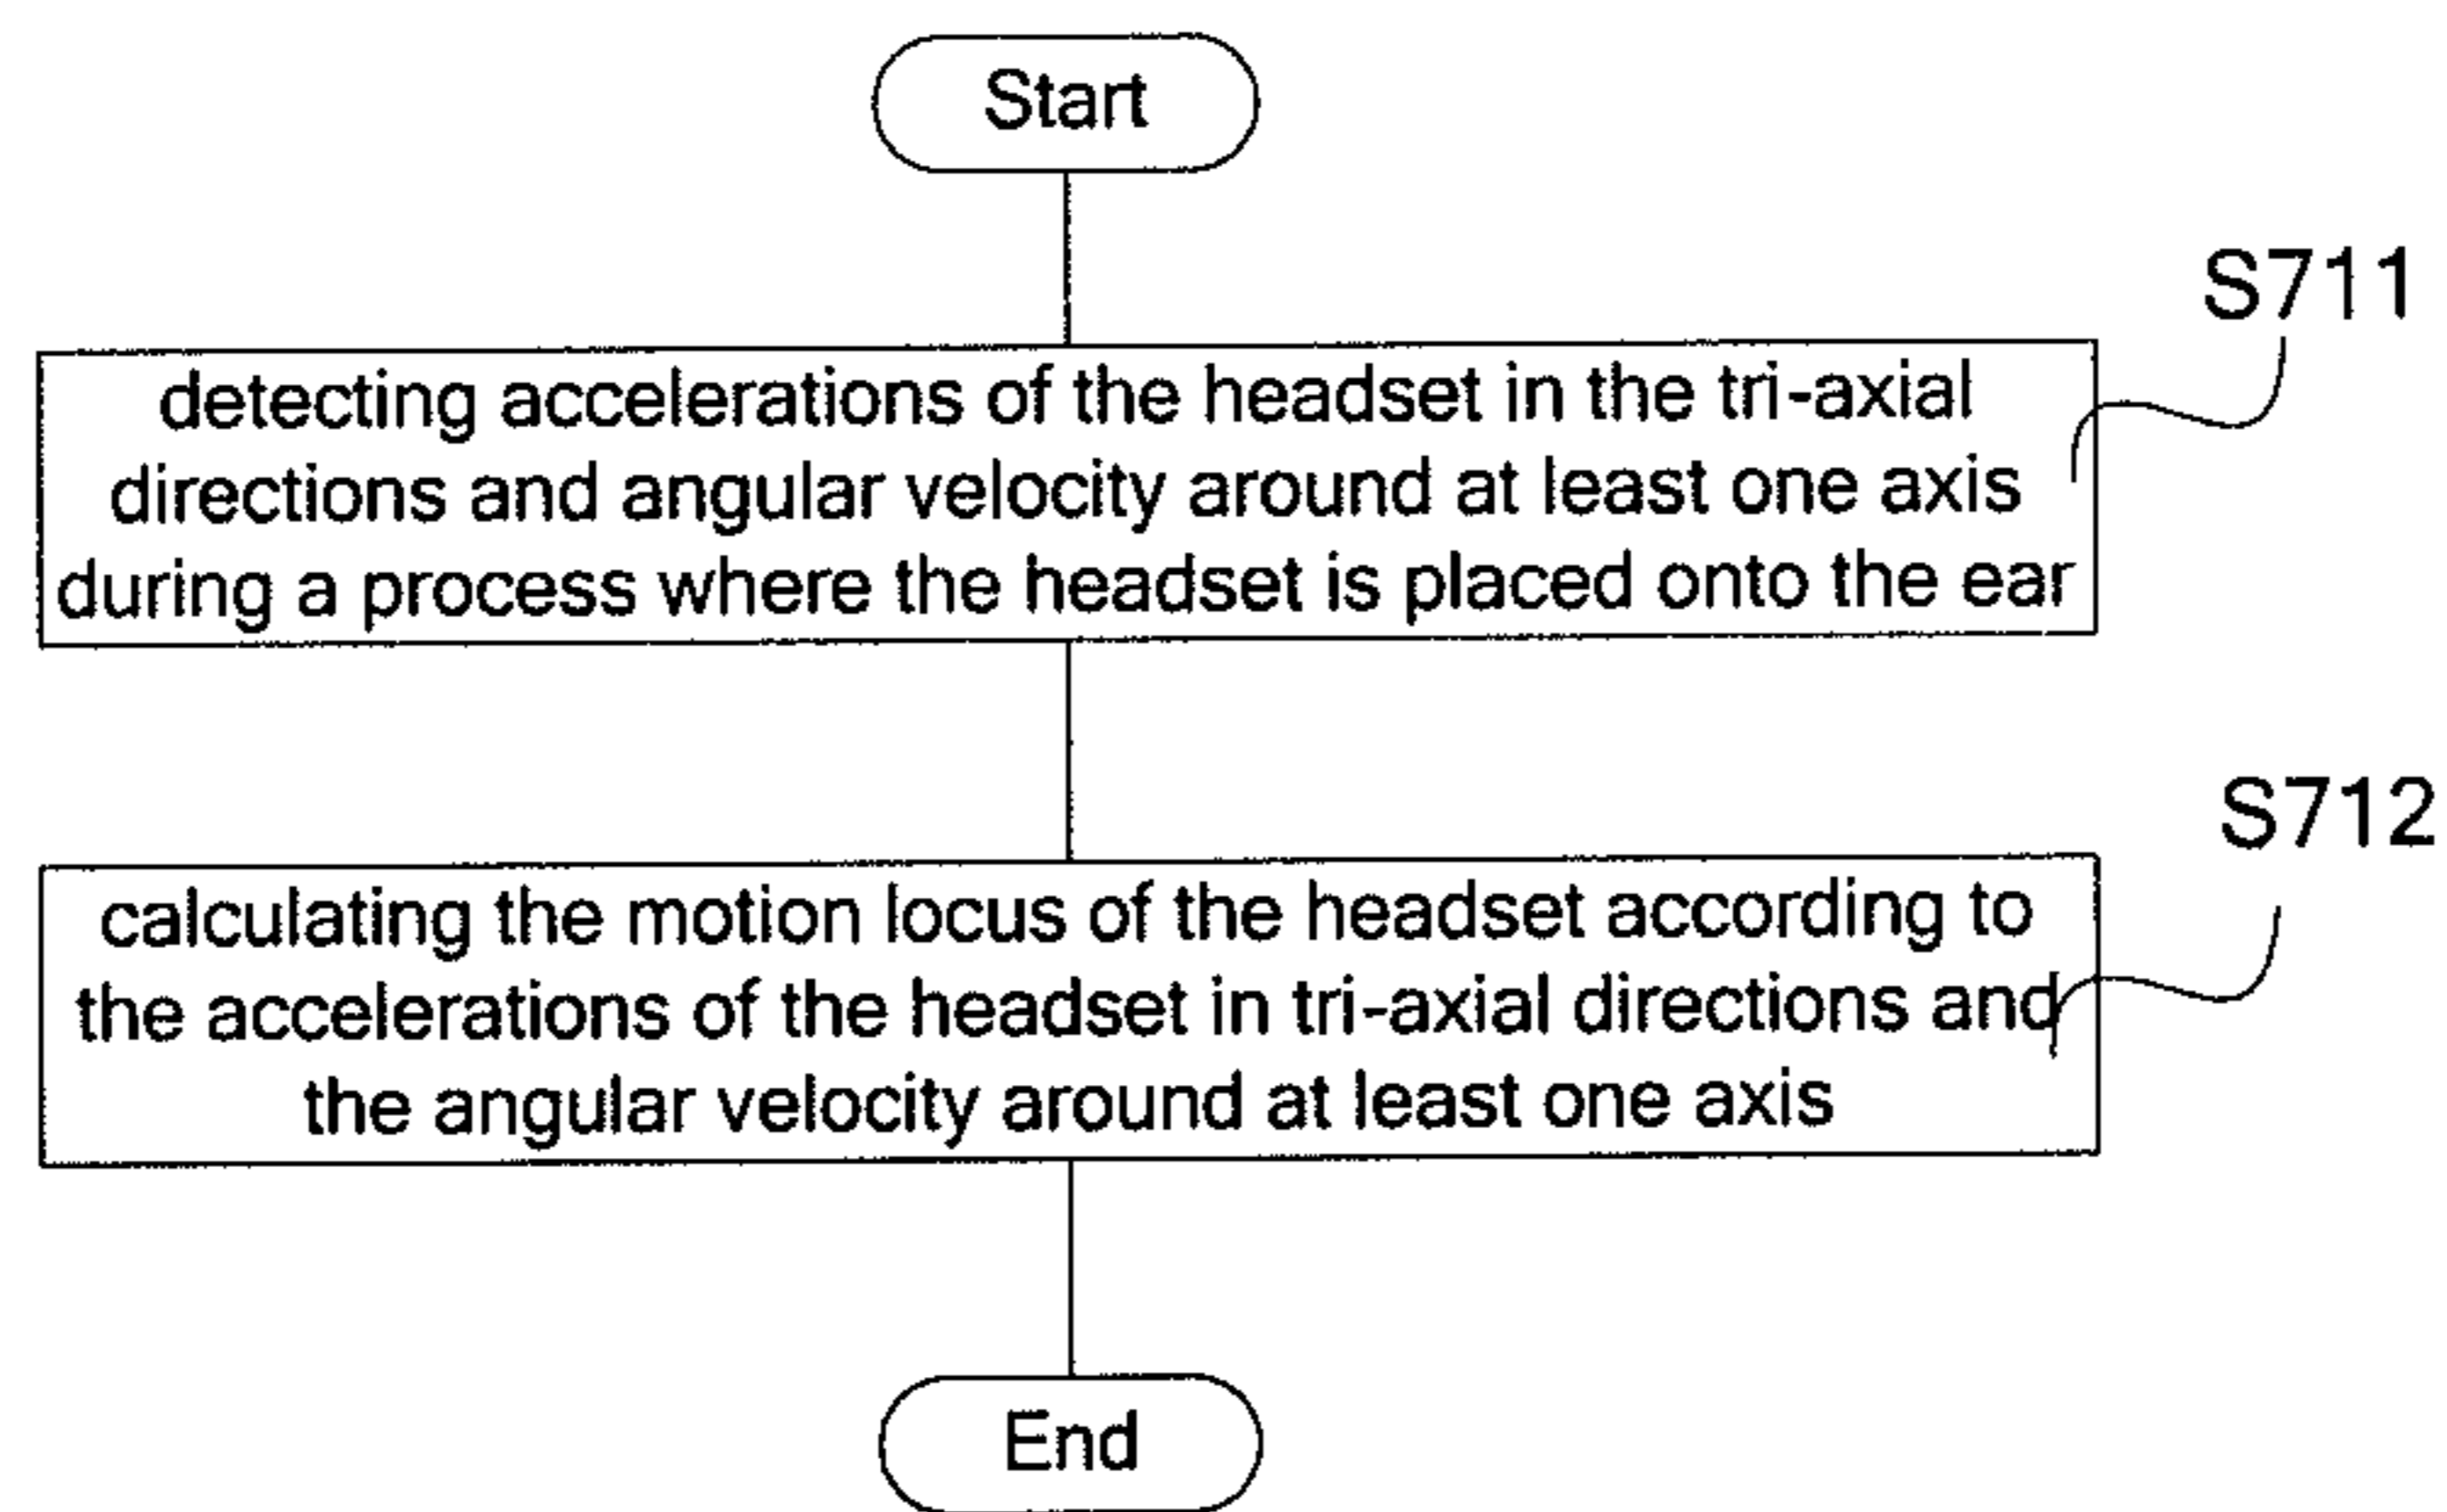 Start
S711
detecting accelerations of the headset in the tri-axial
directions and angular velocity around at least one axis
during a process where the headset is placed onto the ear
S712
calculating the motion locus of the headset according to
the accelerations of the headset in tri-axial directions and
the angular velocity around at least one axis
End